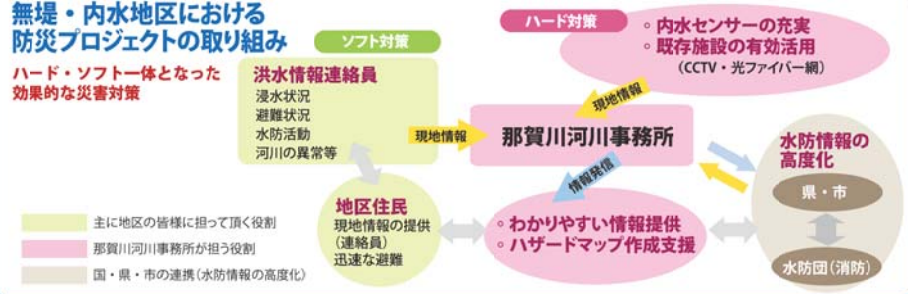 無堤・内水地区における
防災プロジェクトの取り組み
ハード・ソフト一体となった
効果的な災害対策
ソフト対策
洪水情報連絡員
浸水状況
避難状況
水防活動
河川の異常等
ハード対策
◦内水センサーの充実
◦既存施設の有効活用
(CCTV・光ファイバー網)
現地情報
現地情報
那賀川河川事務所
情報発信
水防情報の
高度化
県・市
水防団(消防)
地区住民
現地情報の提供
(連絡員)
迅速な避難
◦わかりやすい情報提供
◦ハザードマップ作成支援
主に地区の皆様に担って頂く役割
那賀川河川事務所が担う役割
国・県・市の連携(水防情報の高度化)